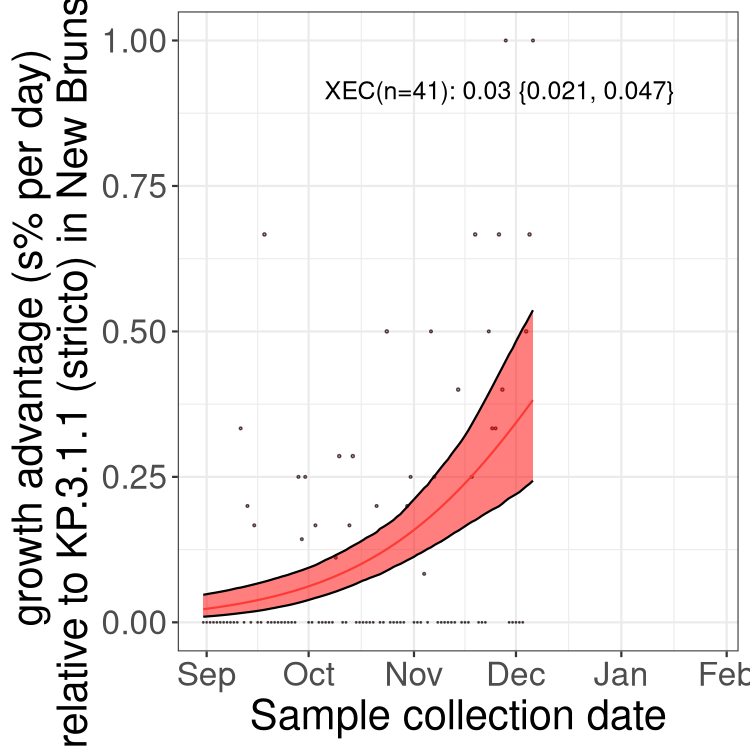 growth advantage (s% per day)
relative to KP.3.1.1 (stricto) in New Bruns
1.00
0.75
0.50
0.25
0.00
XEC(n=41): 0.03 {0.021, 0.047}
Sep Oct Nov Dec Jan Feb
Sample collection date